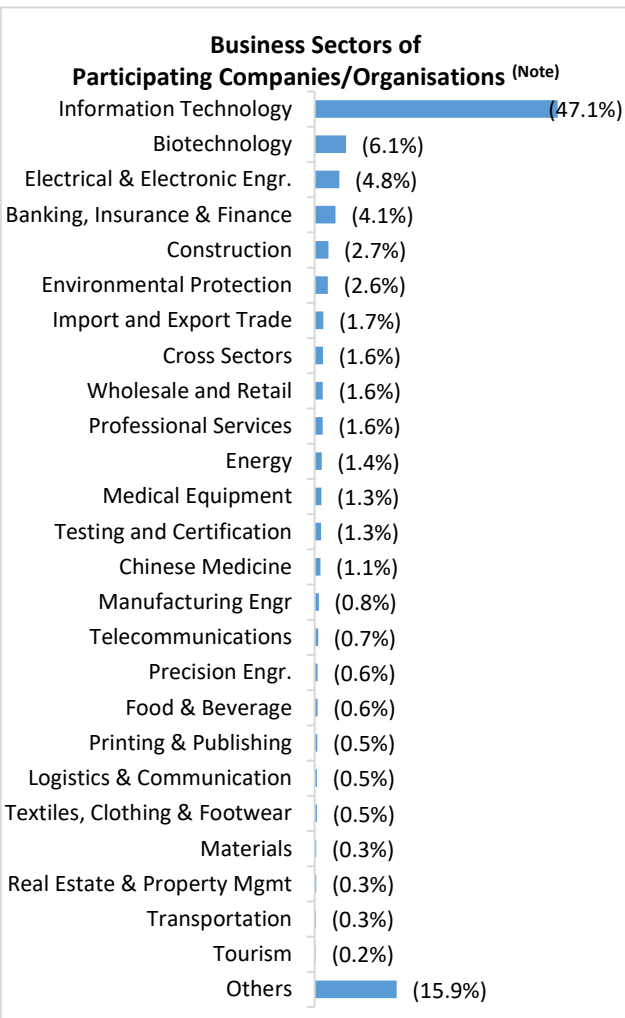 Business Sectors of
Participating Companies/Organisations (Note)
Information Technology (47.1%)
Biotechnology (6.1%)
Electrical & Electronic Engr. (4.8%)
Banking, Insurance & Finance (4.1%)
Construction (2.7%)
Environmental Protection (2.6%)
Import and Export Trade (1.7%)
Cross Sectors (1.6%)
Wholesale and Retail (1.6%)
Professional Services (1.6%)
Energy (1.4%)
Medical Equipment (1.3%)
Testing and Certification (1.3%)
Chinese Medicine (1.1%)
Manufacturing Engr (0.8%)
Telecommunications (0.7%)
Precision Engr. (0.6%)
Food & Beverage (0.6%)
Printing & Publishing (0.5%)
Logistics & Communication (0.5%)
Textiles, Clothing & Footwear (0.5%)
Materials (0.3%)
Real Estate & Property Mgmt (0.3%)
Transportation (0.3%)
Tourism (0.2%)
Others (15.9%)